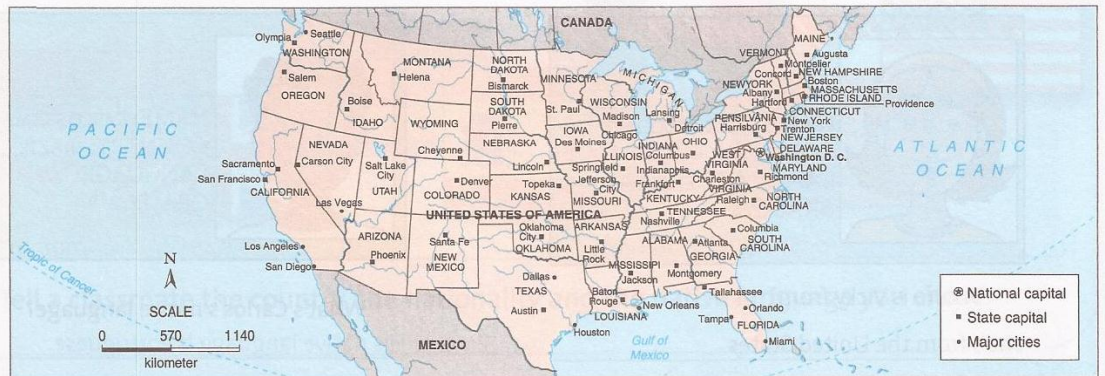 CANADA
Seattle
Olympia
WASHINGTON
Salem
OREGON
MONTANA
Helena
Boise
IDAHO
WYOMING
Cheyenne
NORTH
DAKOTA
Bismarck
SOUTH
DAKOTA
Pierre
NEBRASKA
Lincoln
MINNESOTA
St. Paul
WISCONSIN
Madison
MICHIGAN
Lansing
Detroit
Chicago
IOWA
Des Moines
MAINE
Augusta
VERMONT
Montpelier
Concord
NEW HAMPSHIRE
Boston
MASSACHUSETTS
NEWYORK
Albany
Hartford
RHODE ISLAND
Providence
CONNECTICUT
New York
PENSILVANIA
Harrisburg
Trenton
NEWJERSEY
DELAWARE
Washington D. C.
MARYLAND
Richmond
PACIFIC
OCEAN
ATLANTIC
OCEAN
NEVADA
Carson City
Sacramento
San Francisco
CALIFORNIA
Las Vegas
Los Angeles
San Diego
Salt Lake
City
UTAH
Denver
COLORADO
Topeka
KANSAS
ILLINOIS
Springfield
Jefferson
City
MISSOURI
INDIANA
Indianapolis
OHIO
Columbus
WEST
VIRGINIA
Charleston
VIRGINIA
Frankfort
KENTUCKY
Raleigh
NORTH
CAROLINA
UNITED STATES OF AMERICA
TENNESSEE
Nashville
ARIZONA
Phoenix
Santa Fe
NEW
MEXICO
Oklahoma
City
OKLAHOMA
ARKANSAS
Little
Rock
ALABAMA
Montgomery
Atlanta
GEORGIA
Columbia
SOUTH
CAROLINA
MISSISSIPI
Jackson
Dallas
TEXAS
Austin
Houston
Baton
Rouge
LOUISIANA
New Orleans
Tallahassee
Orlando
Tampa
FLORIDA
Miami
Gulf of
Mexico
MEXICO
Tropic of Cancer
N
SCALE
0 570 1140
kilometer
National capital
State capital
Major cities